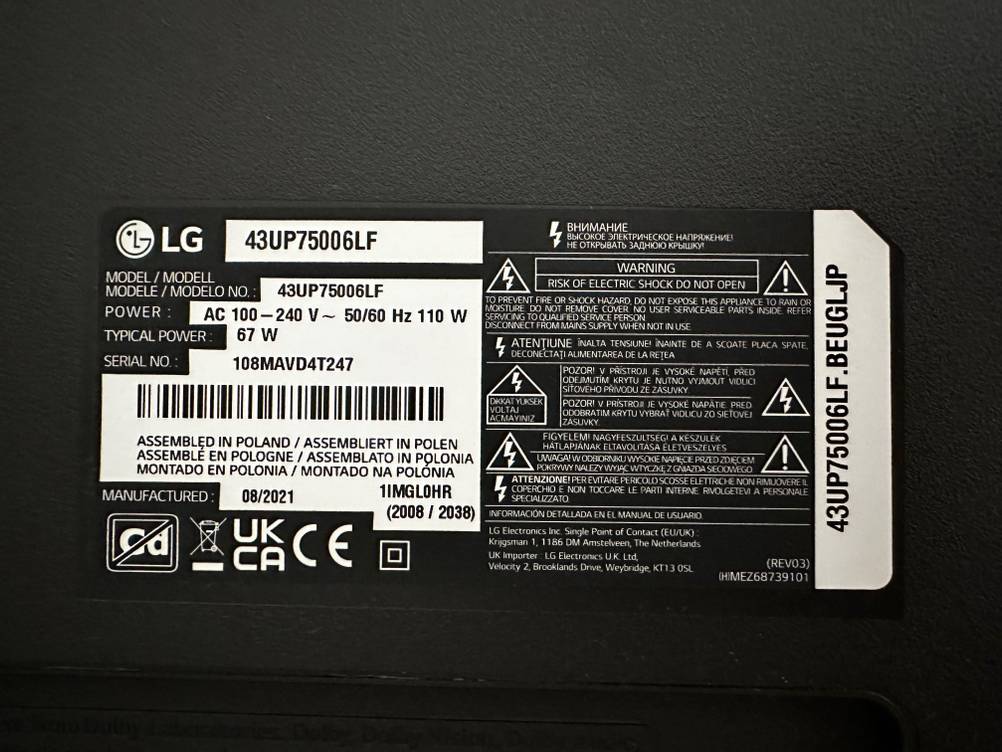 LG 43UP75006LF
MODEL / MODELL
MODELE / MODELO NO.: 43UP75006LF
POWER : AC 100–240 V~ 50/60 Hz 110 W
TYPICAL POWER : 67 W
SERIAL NO. : 108MAVD4T247
ASSEMBLED IN POLAND / ASSEMBLIERT IN POLEN
ASSEMBLÉ EN POLOGNE / ASSEMBLATO IN POLONIA
MONTADO EN POLONIA / MONTADO NA POLÓNIA
MANUFACTURED : 08/2021 1IMGL0HR
(2008 / 2038)
Cd
UK
CA CE
ВНИМАНИЕ
ВЫСОКОЕ ЭЛЕКТРИЧЕСКОЕ НАПРЯЖЕНИЕ!
НЕ ОТКРЫВАТЬ ЗАДНЮЮ КРЫШКУ!
WARNING
RISK OF ELECTRIC SHOCK DO NOT OPEN
TO PREVENT FIRE OR SHOCK HAZARD, DO NOT EXPOSE THIS APPLIANCE TO RAIN OR
MOISTURE. DO NOT REMOVE COVER. NO USER SERVICEABLE PARTS INSIDE. REFER
SERVICING TO QUALIFIED SERVICE PERSON.
DISCONNECT FROM MAINS SUPPLY WHEN NOT IN USE.
ATENȚIUNE ÎNALTA TENSIUNE! ÎNAINTE DE A SCOATE PLACA SPATE,
DECONECTAȚI ALIMENTAREA DE LA REȚEA
DIKKAT YUKSEK
VOLTAJ
ACMAYINIZ
POZOR! V PŘÍSTROJI JE VYSOKÉ NAPĚTÍ, PŘED
ODEJMUTÍM KRYTU JE NUTNO VYJMOUT VIDLICI
SÍŤOVÉHO PŘÍVODU ZE ZÁSUVKY.
POZOR! V PRÍSTROJI JE VYSOKÉ NAPÄTIE PRED
ODOBRATÍM KRYTU VYBRAŤ VIDLICU ZO SIEŤOVEJ
ZÁSUVKY.
FIGYELEM! NAGYFESZÜLTSEG! A KÉSZÜLÉK
HÁTLAPJÁNAK ELTAVOLÍTÁSA ÉLETVESZELYES
UWAGA! W ODBIORNIKU WYSOKIE NAPIĘCIE PRZED ZDJĘCIEM
POKRYWY NALEŻY WYJĄĆ WTYCZKĘ Z GNIAZDA SIECIOWEGO
ATTENZIONE! PER EVITARE PERICOLO SCOSSE ELETTRICHE NON RIMUOVERE IL
COPERCHIO E NON TOCCARE LE PARTI INTERNE RIVOLGETEVI A PERSONALE
SPECIALIZZATO.
INFORMACIÓN DETALLADA EN EL MANUAL DE USUARIO.
LG Electronics Inc. Single Point of Contact (EU/UK) :
Krijgsman 1, 1186 DM Amstelveen, The Netherlands
UK Importer : LG Electronics U.K. Ltd,
Velocity 2, Brooklands Drive, Weybridge, KT13 0SL
(REV03)
(H)MEZ68739101
43UP75006LF.BEUGLJP